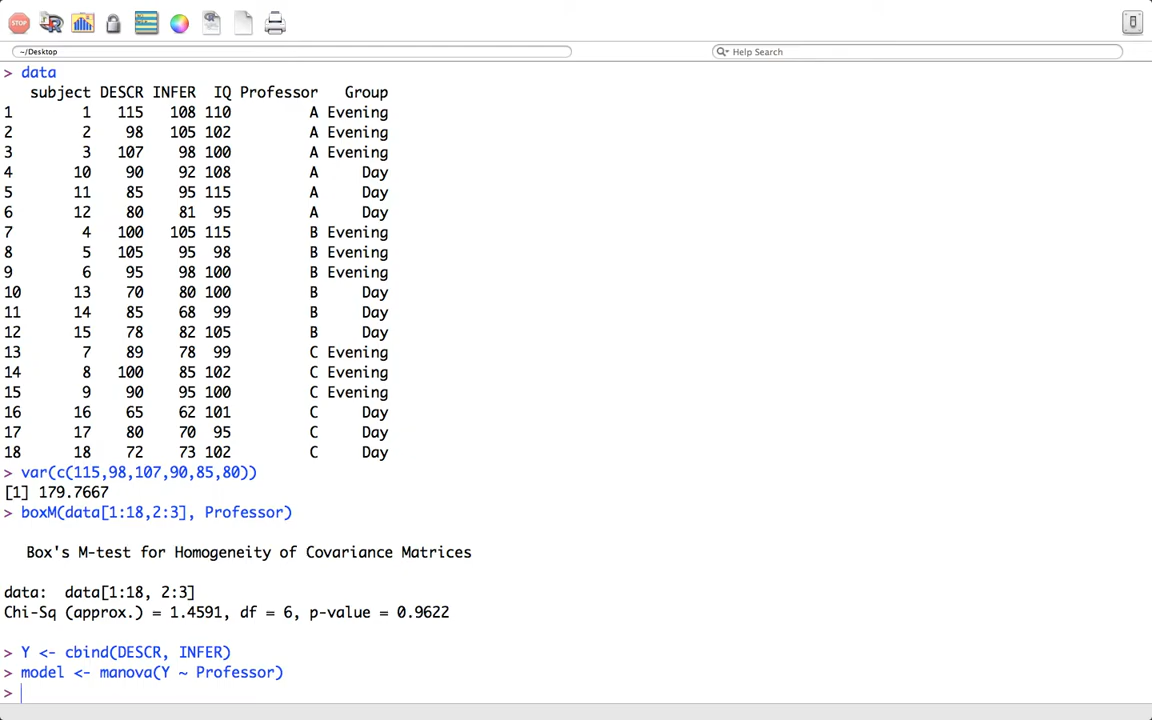 STOP
~/Desktop
Help Search
> data
subject DESCR INFER IQ Professor Group
1 1 115 108 110 A Evening
2 2 98 105 102 A Evening
3 3 107 98 100 A Evening
4 10 90 92 108 A Day
5 11 85 95 115 A Day
6 12 80 81 95 A Day
7 4 100 105 115 B Evening
8 5 105 95 98 B Evening
9 6 95 98 100 B Evening
10 13 70 80 100 B Day
11 14 85 68 99 B Day
12 15 78 82 105 B Day
13 7 89 78 99 C Evening
14 8 100 85 102 C Evening
15 9 90 95 100 C Evening
16 16 65 62 101 C Day
17 17 80 70 95 C Day
18 18 72 73 102 C Day
> var(c(115,98,107,90,85,80))
[1] 179.7667
> boxM(data[1:18,2:3], Professor)
Box's M-test for Homogeneity of Covariance Matrices
data: data[1:18, 2:3]
Chi-Sq (approx.) = 1.4591, df = 6, p-value = 0.9622
> Y <- cbind(DESCR, INFER)
> model <- manova(Y ~ Professor)
>